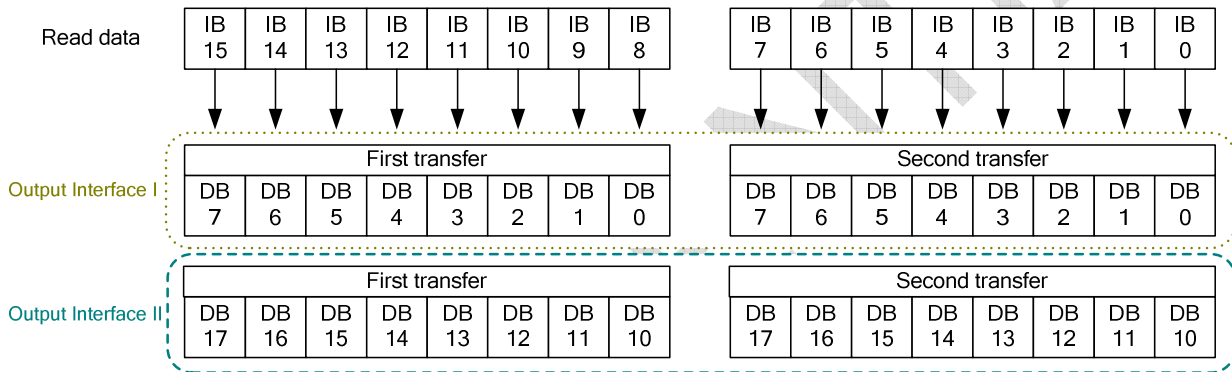 Read data
IB IB IB IB IB IB IB IB IB IB IB IB IB IB IB IB
15 14 13 12 11 10 9 8 7 6 5 4 3 2 1 0
First transfer Second transfer
Output Interface I
DB DB DB DB DB DB DB DB DB DB DB DB DB DB DB DB
7 6 5 4 3 2 1 0 7 6 5 4 3 2 1 0
First transfer Second transfer
Output Interface II
DB DB DB DB DB DB DB DB DB DB DB DB DB DB DB DB
17 16 15 14 13 12 11 10 17 16 15 14 13 12 11 10